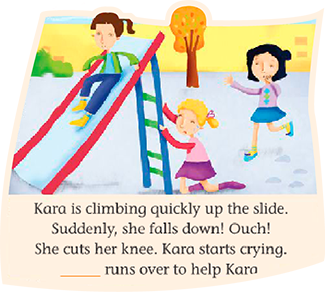 Kara is climbing quickly up the slide.
Suddenly, she falls down! Ouch!
She cuts her knee. Kara starts crying.
_____ runs over to help Kara